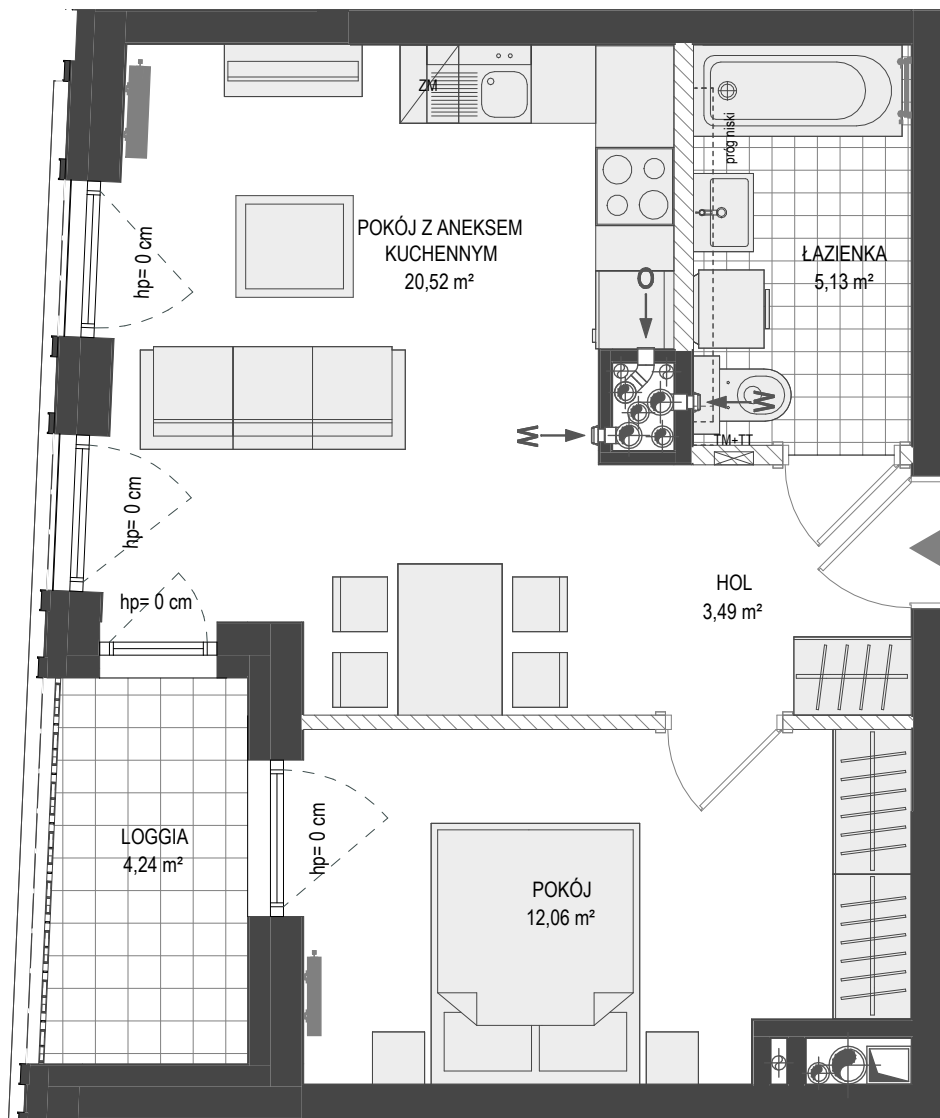 ZM
próg niski
hp= 0 cm
POKÓJ Z ANEKSEM
KUCHENNYM
20,52 m²
ŁAZIENKA
5,13 m²
O
W
W
TM+TT
hp= 0 cm
hp= 0 cm
HOL
3,49 m²
LOGGIA
4,24 m²
hp= 0 cm
POKÓJ
12,06 m²